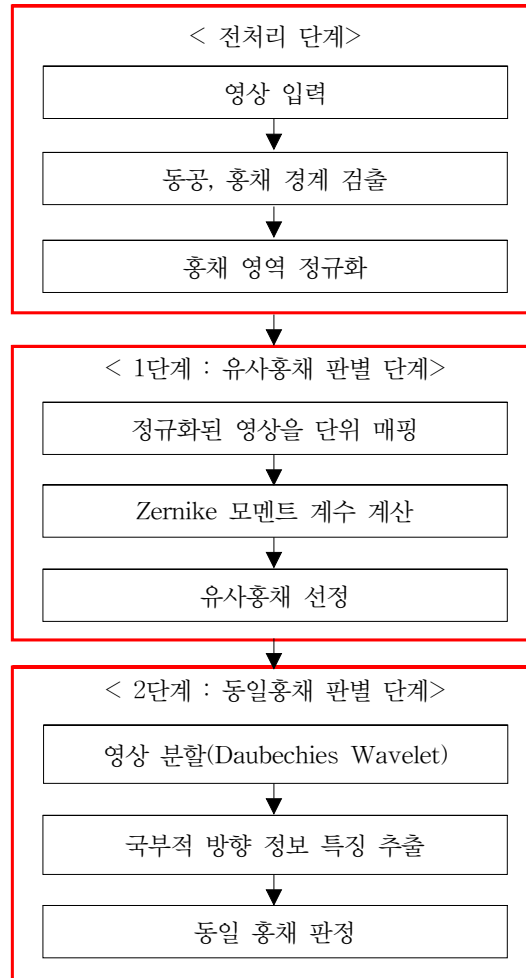 < 전처리 단계>
영상 입력
동공, 홍채 경계 검출
홍채 영역 정규화
< 1단계 : 유사홍채 판별 단계>
정규화된 영상을 단위 매핑
Zernike 모멘트 계수 계산
유사홍채 선정
< 2단계 : 동일홍채 판별 단계>
영상 분할(Daubechies Wavelet)
국부적 방향 정보 특징 추출
동일 홍채 판정